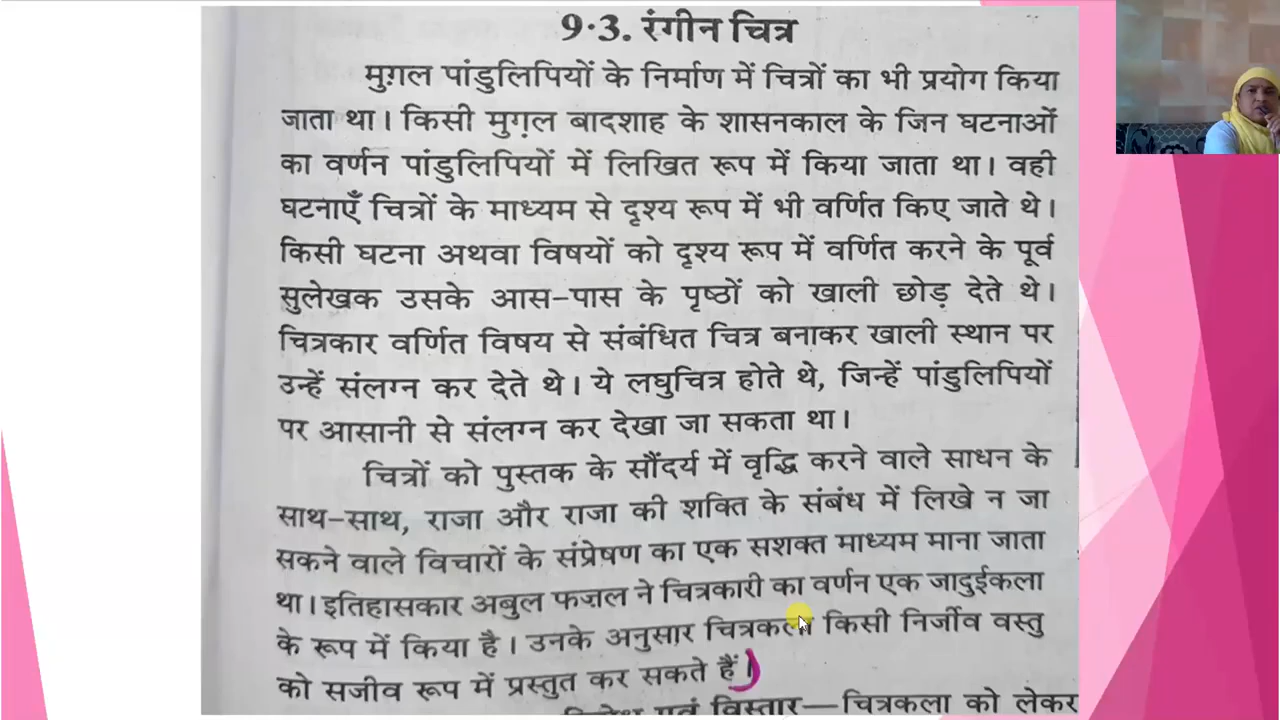 9·3. रंगीन चित्र
मुग़ल पांडुलिपियों के निर्माण में चित्रों का भी प्रयोग किया
जाता था। किसी मुग़ल बादशाह के शासनकाल के जिन घटनाओं
का वर्णन पांडुलिपियों में लिखित रूप में किया जाता था। वही
घटनाएँ चित्रों के माध्यम से दृश्य रूप में भी वर्णित किए जाते थे।
किसी घटना अथवा विषयों को दृश्य रूप में वर्णित करने के पूर्व
सुलेखक उसके आस-पास के पृष्ठों को खाली छोड़ देते थे।
चित्रकार वर्णित विषय से संबंधित चित्र बनाकर खाली स्थान पर
उन्हें संलग्न कर देते थे। ये लघुचित्र होते थे, जिन्हें पांडुलिपियों
पर आसानी से संलग्न कर देखा जा सकता था।
चित्रों को पुस्तक के सौंदर्य में वृद्धि करने वाले साधन के
साथ-साथ, राजा और राजा की शक्ति के संबंध में लिखे न जा
सकने वाले विचारों के संप्रेषण का एक सशक्त माध्यम माना जाता
था। इतिहासकार अबुल फज़ल ने चित्रकारी का वर्णन एक जादुईकला
के रूप में किया है। उनके अनुसार चित्रकला किसी निर्जीव वस्तु
को सजीव रूप में प्रस्तुत कर सकते हैं।
एवं विस्तार—चित्रकला को लेकर